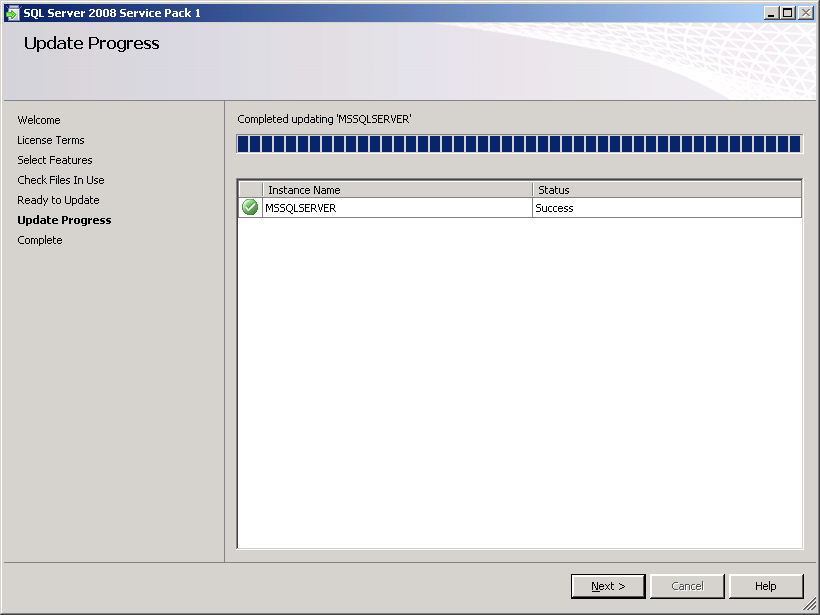 SQL Server 2008 Service Pack 1
Update Progress
Welcome
License Terms
Select Features
Check Files In Use
Ready to Update
Update Progress
Complete
Completed updating 'MSSQLSERVER'
Instance Name Status
MSSQLSERVER Success
Next > Cancel Help